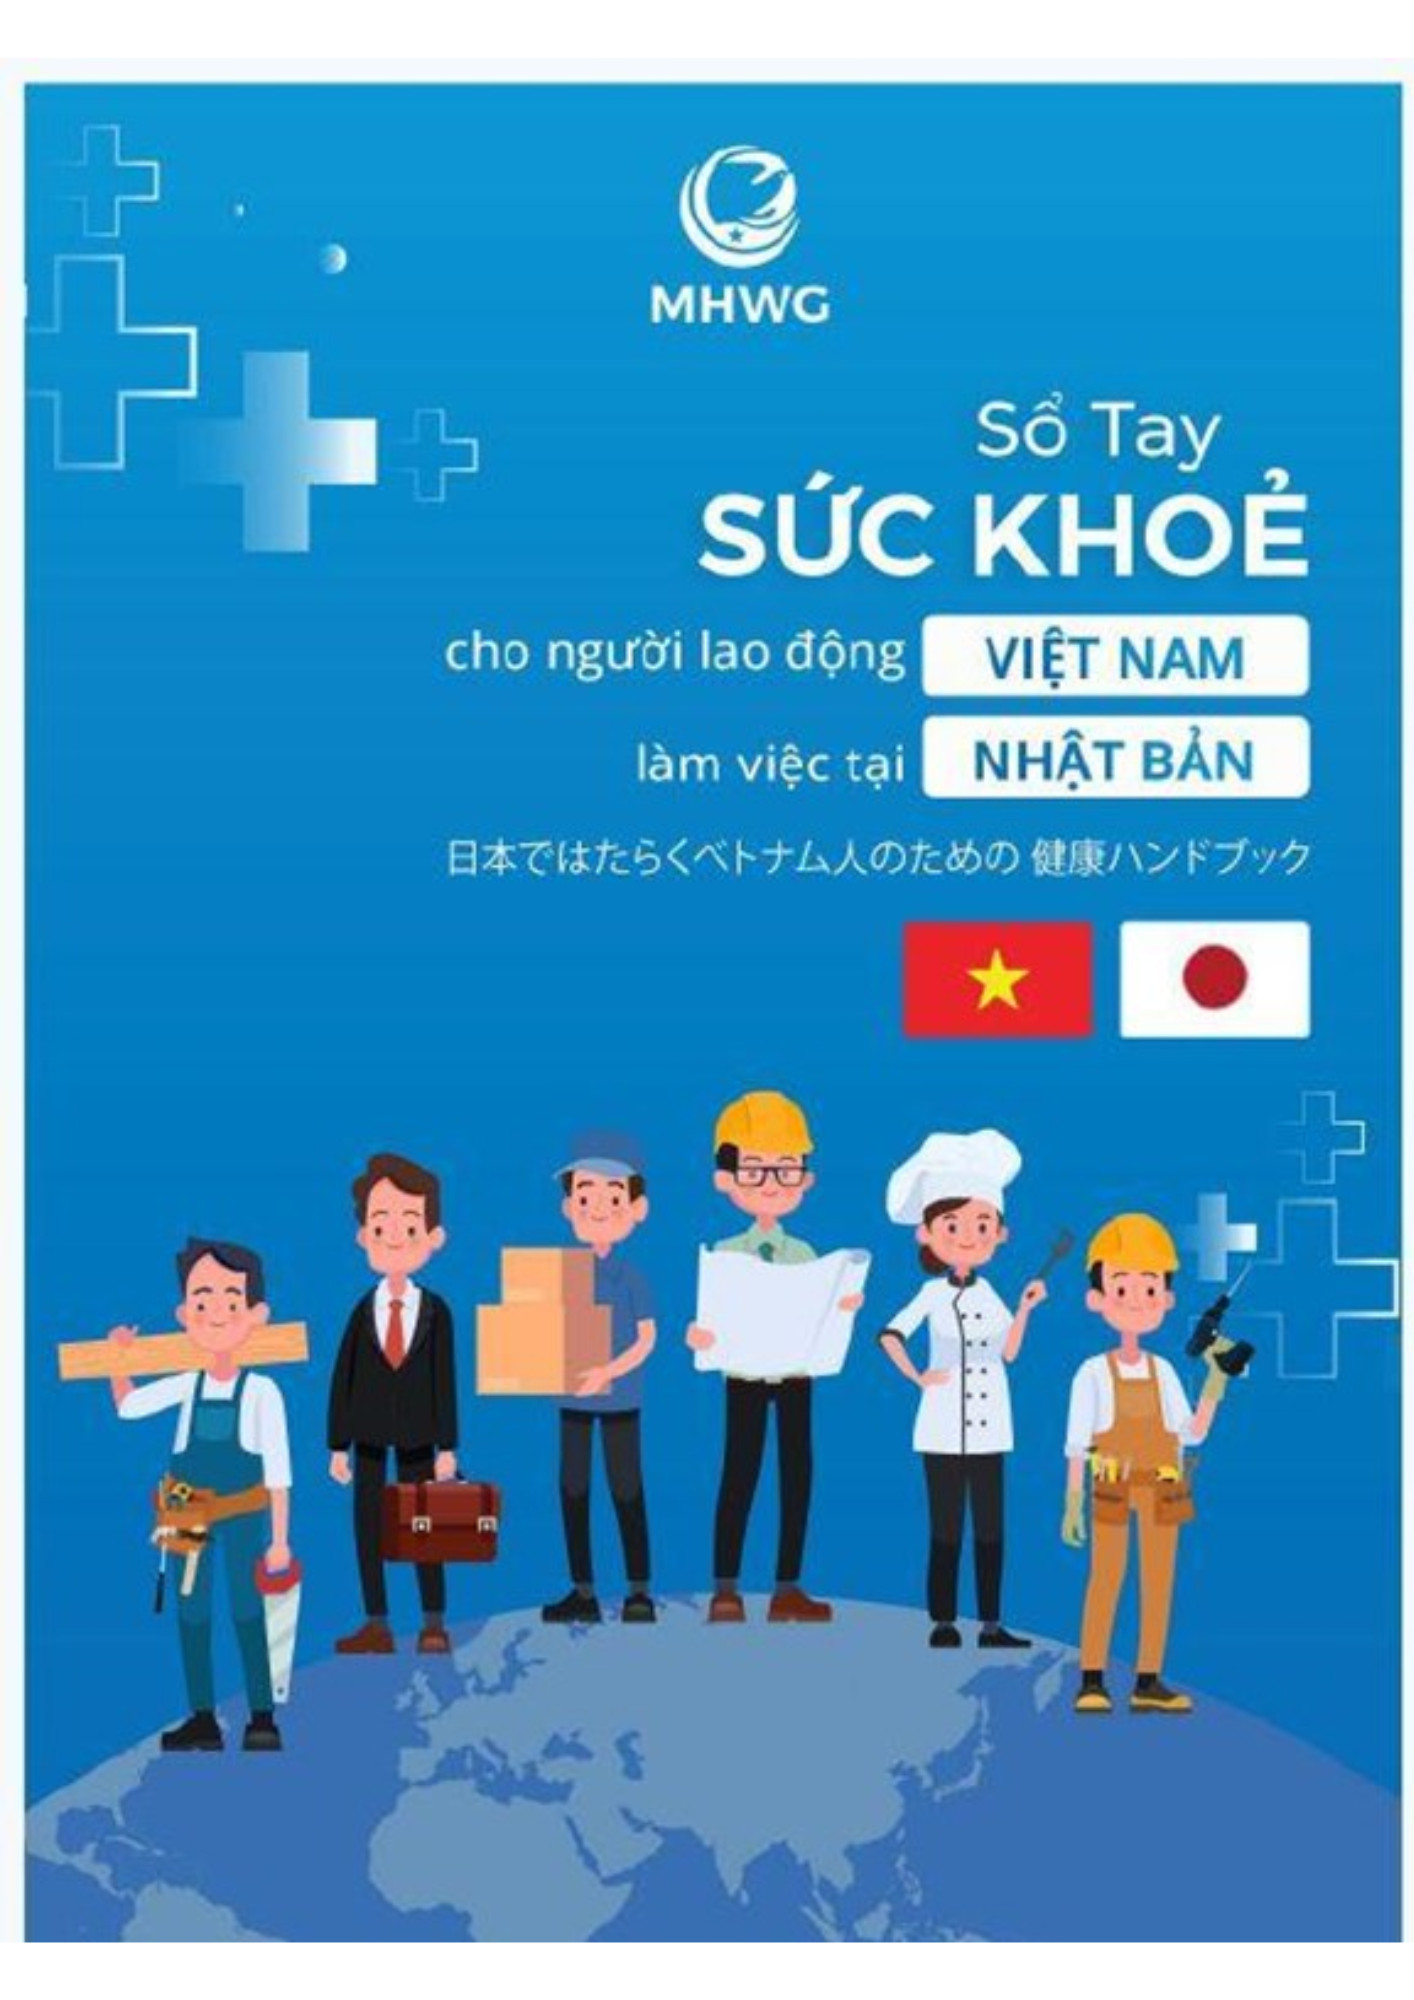 MHWG
Sổ Tay
SỨC KHOẺ
cho người lao động VIỆT NAM
làm việc tại NHẬT BẢN
日本ではたらくベトナム人のための 健康ハンドブック